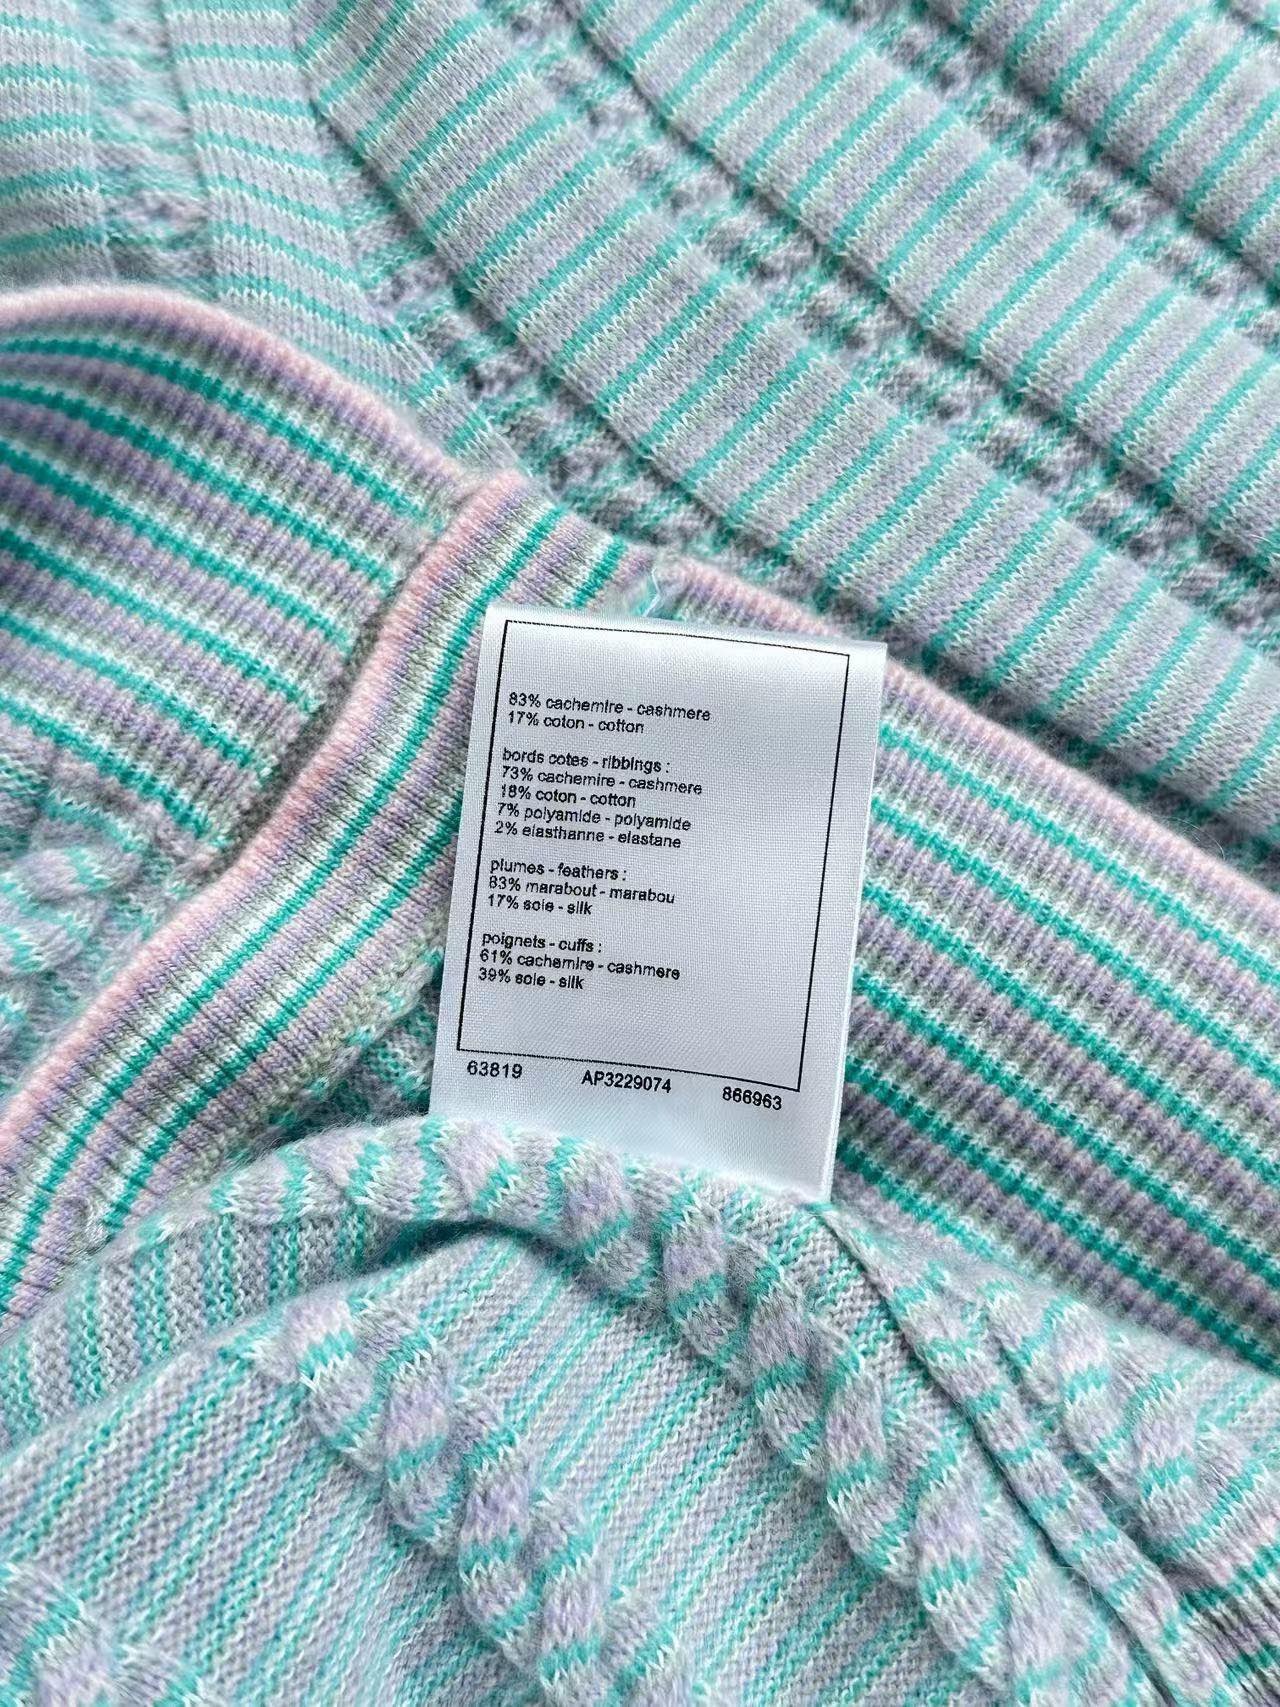 83% cachemire - cashmere
17% coton - cotton
bords cotes - ribbings :
73% cachemire - cashmere
18% coton - cotton
7% polyamide - polyamide
2% elasthanne - elastane
plumes - feathers :
83% marabout - marabou
17% soie - silk
poignets - cuffs :
61% cachemire - cashmere
39% soie - silk
63819 AP3229074 866963